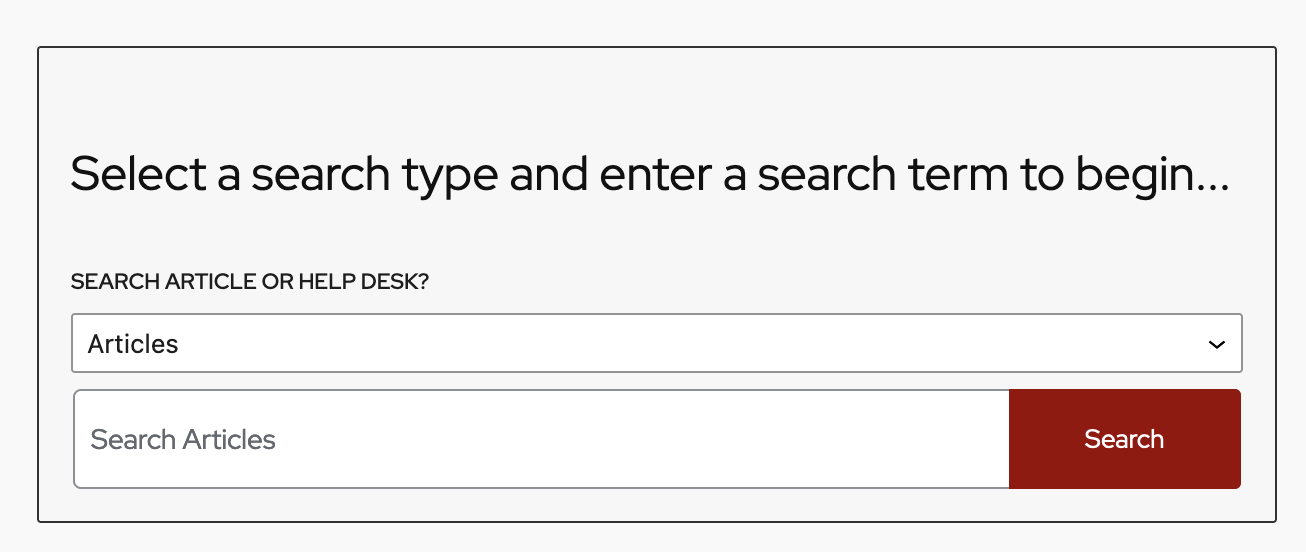 Select a search type and enter a search term to begin...
SEARCH ARTICLE OR HELP DESK?
Articles
Search Articles
Search